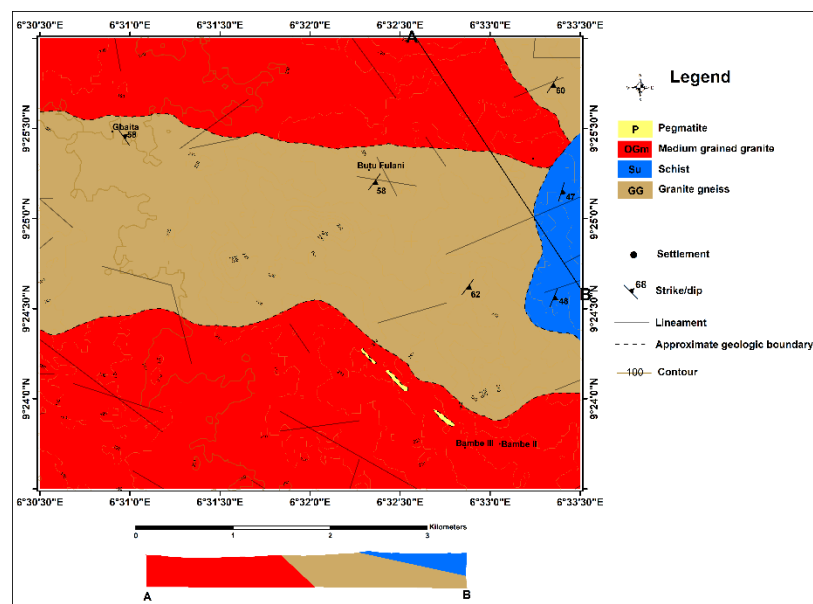 6°30'30"E 6°31'0"E 6°31'30"E 6°32'0"E 6°32'30"E 6°33'0"E 6°33'30"E
A
Legend
60
9°25'30"N 9°25'30"N
Gbaita
58
P Pegmatite
OGm Medium grained granite
Su Schist
GG Granite gneiss
Butu Fulani
58
47
9°25'0"N 9°25'0"N
Settlement
62
48
B
68 Strike/dip
9°24'30"N 9°24'30"N
Lineament
Approximate geologic boundary
100 Contour
9°24'0"N 9°24'0"N
Bambe III Bambe II
6°30'30"E 6°31'0"E 6°31'30"E 6°32'0"E 6°32'30"E 6°33'0"E 6°33'30"E
0 1 2 3 Kilometers
A B